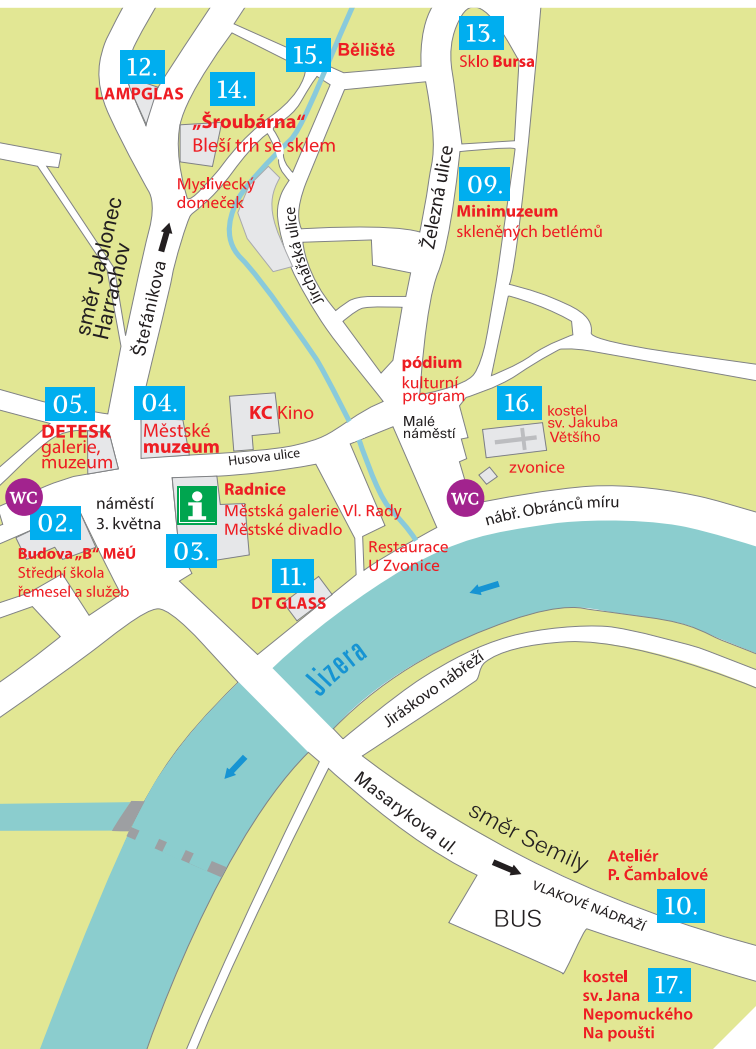 13.
Sklo Bursa
15.
Běliště
12.
LAMPGLAS
14.
„Šroubárna“
Bleší trh se sklem
Myslivecký
domeček
Železná ulice
09.
Minimuzeum
skleněných betlémů
Jirchářská ulice
směr Jablonec
Harrachov
Štefánikova
pódium
kulturní
program
Malé
náměstí
16.
kostel
sv. Jakuba
Většího
zvonice
05.
DETESK
galerie,
muzeum
04.
Městské
muzeum
KC Kino
Husova ulice
WC
02.
Budova „B“ MěÚ
Střední škola
řemesel a služeb
náměstí
3. května
i
Radnice
Městská galerie Vl. Rady
Městské divadlo
03.
WC
nábř. Obránců míru
Restaurace
U Zvonice
11.
DT GLASS
Jizera
Jiráskovo nábřeží
Masarykova ul.
směr Semily
VLAKOVÉ NÁDRAŽÍ
BUS
Ateliér
P. Čambalové
10.
kostel
sv. Jana
Nepomuckého
Na poušti
17.